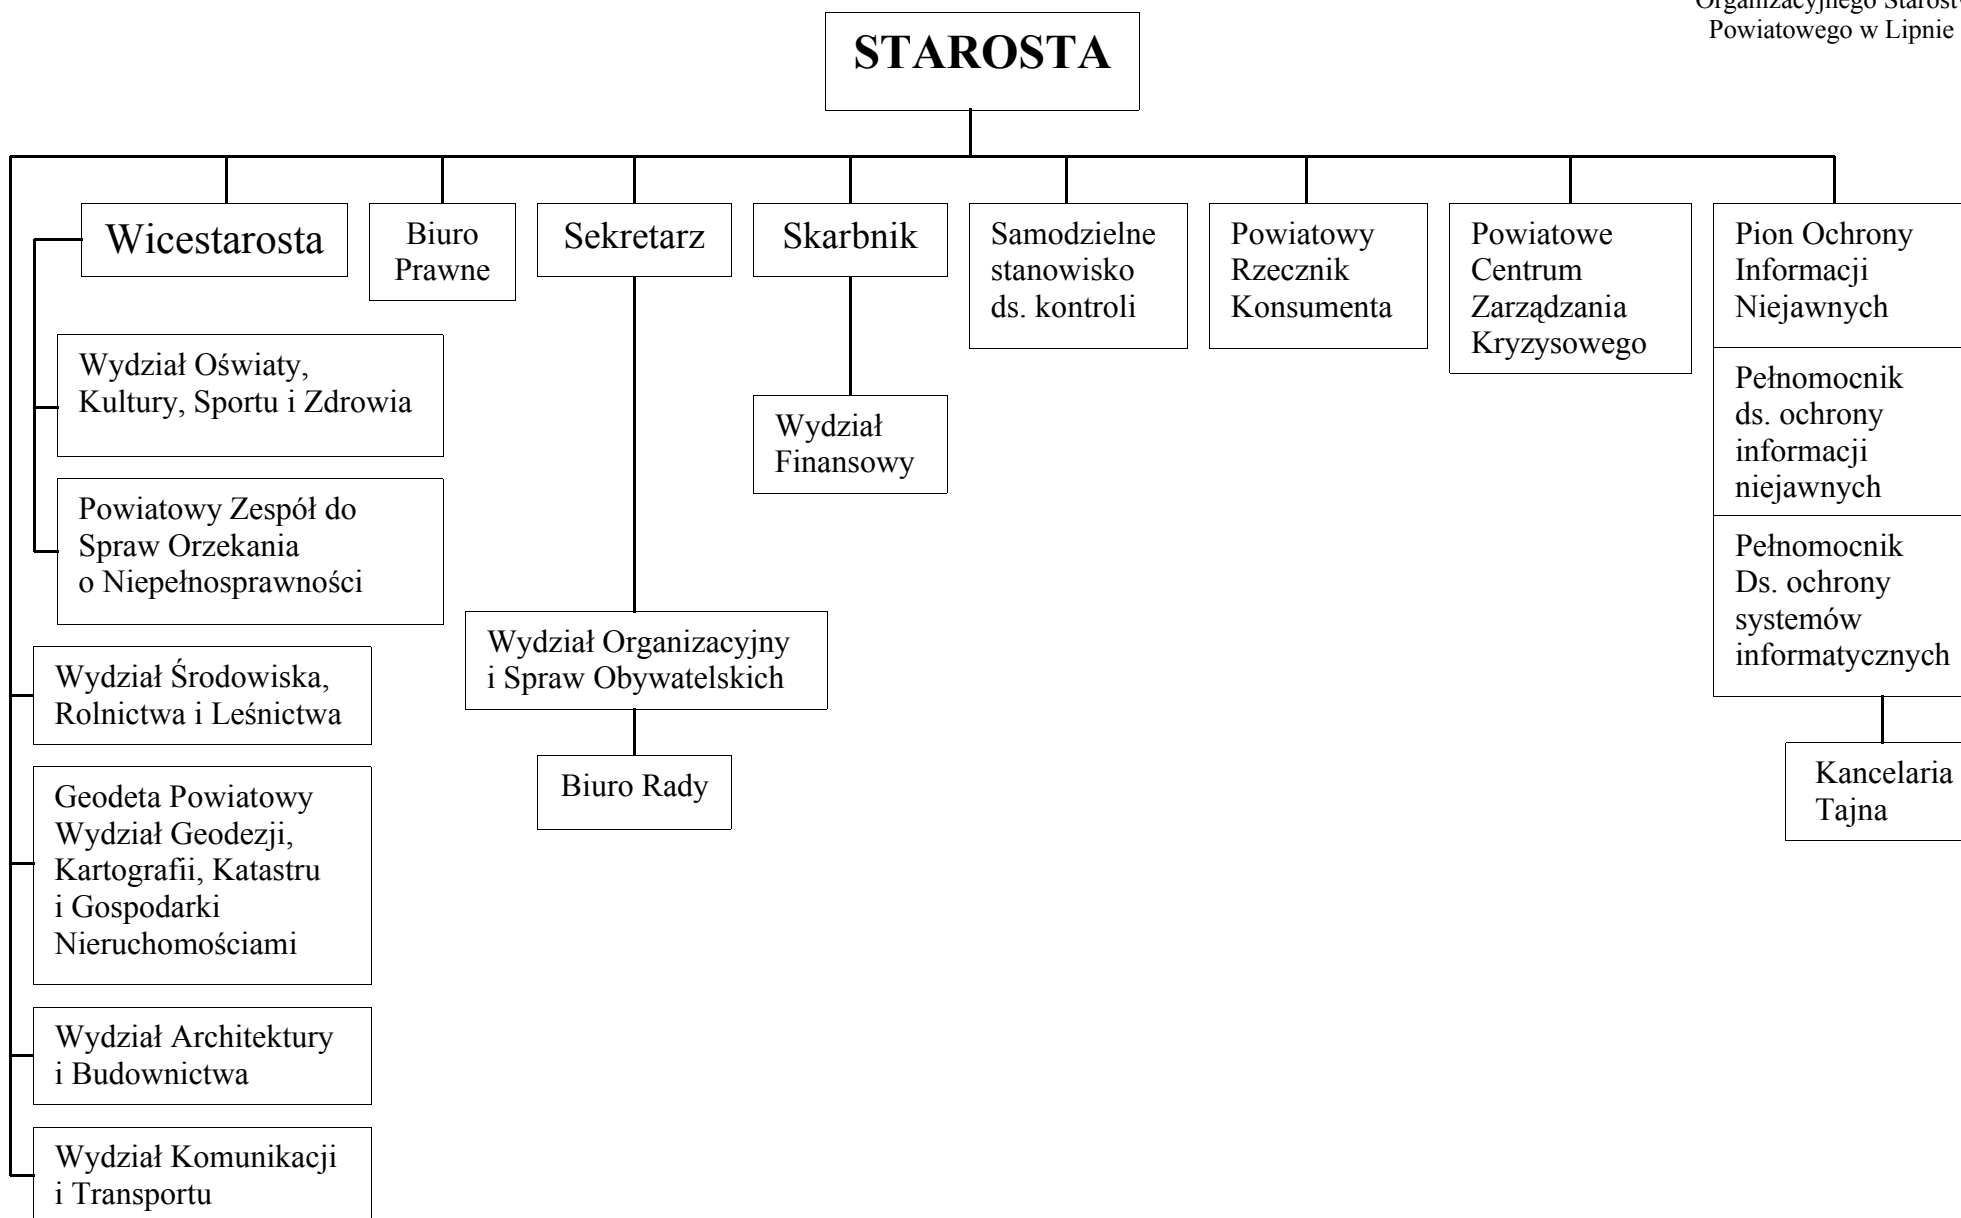 Organizacyjnego
Powiatowego w Lipnie
STAROSTA
Wicestarosta
Biuro
Prawne
Sekretarz
Skarbnik
Samodzielne
stanowisko
ds. kontroli
Powiatowy
Rzecznik
Konsumenta
Powiatowe
Centrum
Zarządzania
Kryzysowego
Pion Ochrony
Informacji
Niejawnych
Pełnomocnik
ds. ochrony
informacji
niejawnych
Pełnomocnik
Ds. ochrony
systemów
informatycznych
Kancelaria
Tajna
Wydział Oświaty,
Kultury, Sportu i Zdrowia
Powiatowy Zespół do
Spraw Orzekania
o Niepełnosprawności
Wydział
Finansowy
Wydział Organizacyjny
i Spraw Obywatelskich
Biuro Rady
Wydział Środowiska,
Rolnictwa i Leśnictwa
Geodeta Powiatowy
Wydział Geodezji,
Kartografii, Katastru
i Gospodarki
Nieruchomościami
Wydział Architektury
i Budownictwa
Wydział Komunikacji
i Transportu